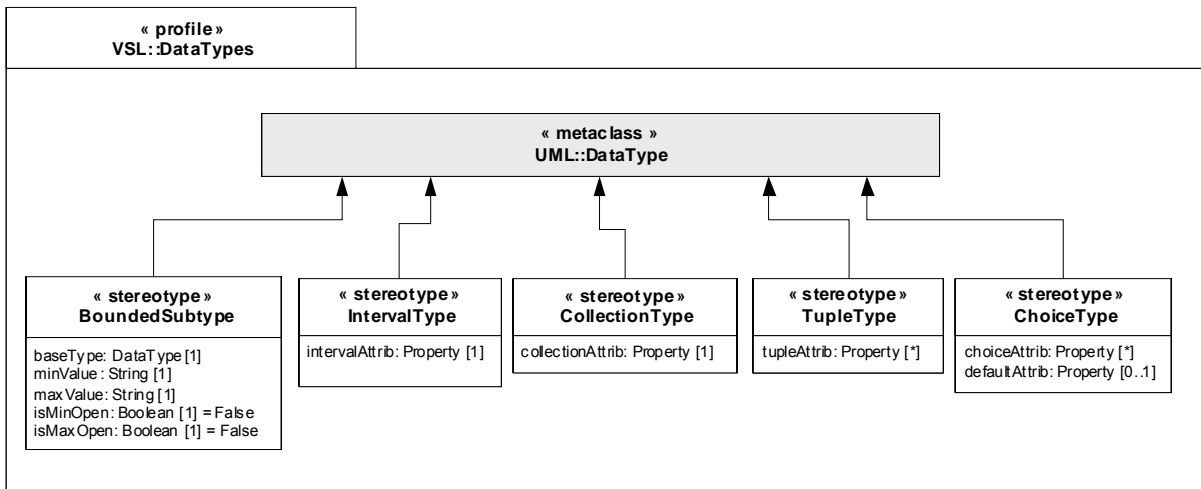 « profile»
VSL::DataTypes
« metaclass »
UML::DataType
« stereotype »
BoundedSubtype
baseType: DataType [1]
minValue: String [1]
maxValue: String [1]
isMinOpen: Boolean [1] = False
isMaxOpen: Boolean [1] = False
« stereotype »
IntervalType
intervalAttrib: Property [1]
« stereotype »
CollectionType
collectionAttrib: Property [1]
« stereotype »
TupleType
tupleAttrib: Property [*]
« stereotype »
ChoiceType
choiceAttrib: Property [*]
defaultAttrib: Property [0..1]